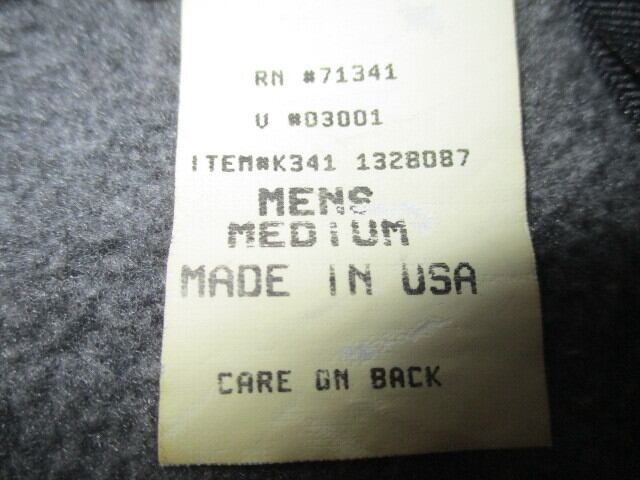 RN #71341
V #03001
ITEM#K341 1328087
MENS
MEDIUM
MADE IN USA
CARE ON BACK